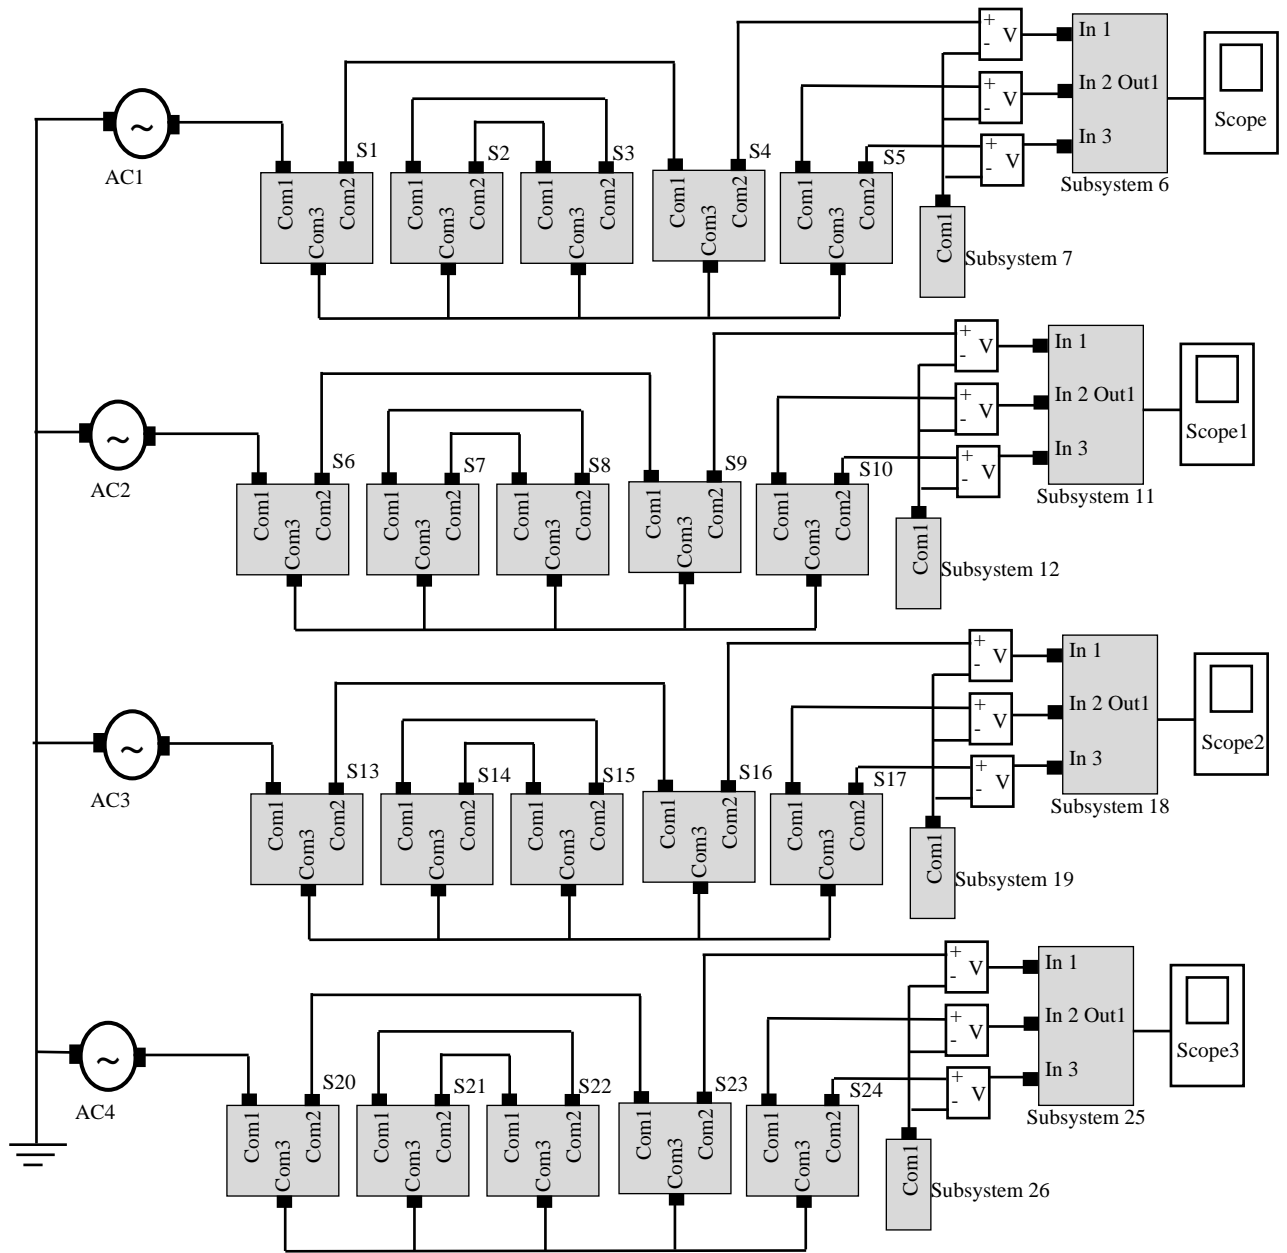 +
- V
In 1
+
- V
In 2 Out1
Scope
+
- V
In 3
Subsystem 6
~
AC1
S1
S2
S3
S4
S5
Com1 Com3 Com2
Com1 Com3 Com2
Com1 Com3 Com2
Com1 Com3 Com2
Com1 Com3 Com2
Com1
Subsystem 7
+
- V
In 1
+
- V
In 2 Out1
Scope1
+
- V
In 3
Subsystem 11
~
AC2
S6
S7
S8
S9
S10
Com1 Com3 Com2
Com1 Com3 Com2
Com1 Com3 Com2
Com1 Com3 Com2
Com1 Com3 Com2
Com1
Subsystem 12
+
- V
In 1
+
- V
In 2 Out1
Scope2
+
- V
In 3
Subsystem 18
~
AC3
S13
S14
S15
S16
S17
Com1 Com3 Com2
Com1 Com3 Com2
Com1 Com3 Com2
Com1 Com3 Com2
Com1 Com3 Com2
Com1
Subsystem 19
+
- V
In 1
+
- V
In 2 Out1
Scope3
+
- V
In 3
Subsystem 25
~
AC4
S20
S21
S22
S23
S24
Com1 Com3 Com2
Com1 Com3 Com2
Com1 Com3 Com2
Com1 Com3 Com2
Com1 Com3 Com2
Com1
Subsystem 26